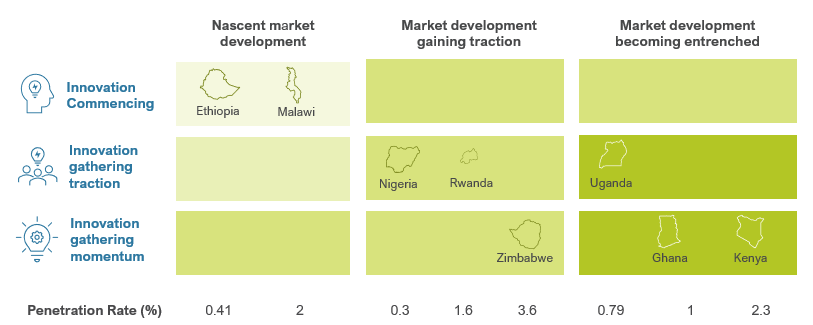 Nascent market
development
Market development
gaining traction
Market development
becoming entrenched
Innovation
Commencing
Ethiopia
Malawi
Innovation
gathering
traction
Nigeria
Rwanda
Uganda
Innovation
gathering
momentum
Zimbabwe
Ghana
Kenya
Penetration Rate (%)
0.41
2
0.3
1.6
3.6
0.79
1
2.3